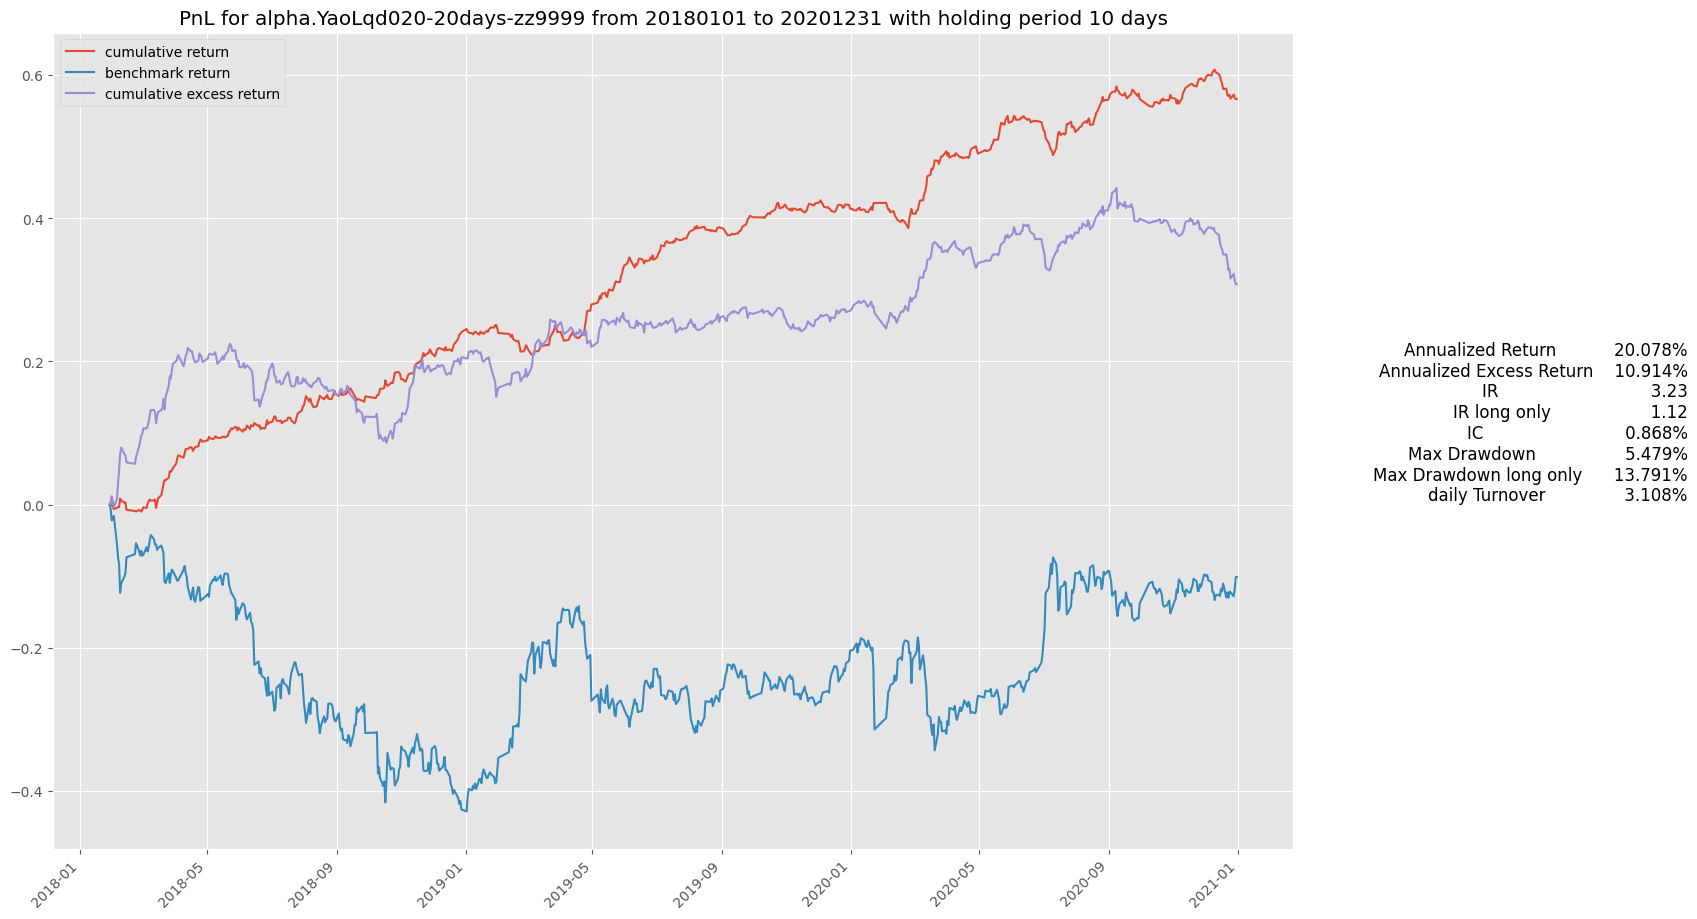 PnL for alpha.YaoLqd020-20days-zz9999 from 20180101 to 20201231 with holding period 10 days
cumulative return
benchmark return
cumulative excess return
0.6
0.4
0.2
0.0
−0.2
−0.4
2018-01
2018-05
2018-09
2019-01
2019-05
2019-09
2020-01
2020-05
2020-09
2021-01
Annualized Return 20.078%
Annualized Excess Return 10.914%
IR 3.23
IR long only 1.12
IC 0.868%
Max Drawdown 5.479%
Max Drawdown long only 13.791%
daily Turnover 3.108%